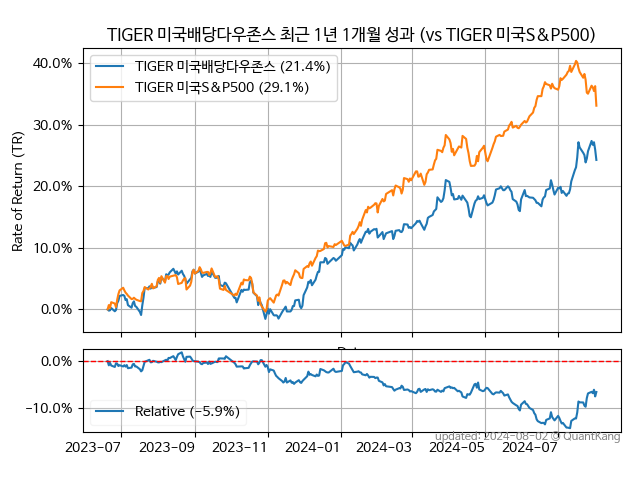 TIGER 미국배당다우존스 최근 1년 1개월 성과 (vs TIGER 미국S&P500)
TIGER 미국배당다우존스 (21.4%)
TIGER 미국S&P500 (29.1%)
Rate of Return (TR)
40.0%
30.0%
20.0%
10.0%
0.0%
0.0%
−10.0%
Relative (−5.9%)
updated: 2024-08-02 © QuantKang
2023-07 2023-09 2023-11 2024-01 2024-03 2024-05 2024-07